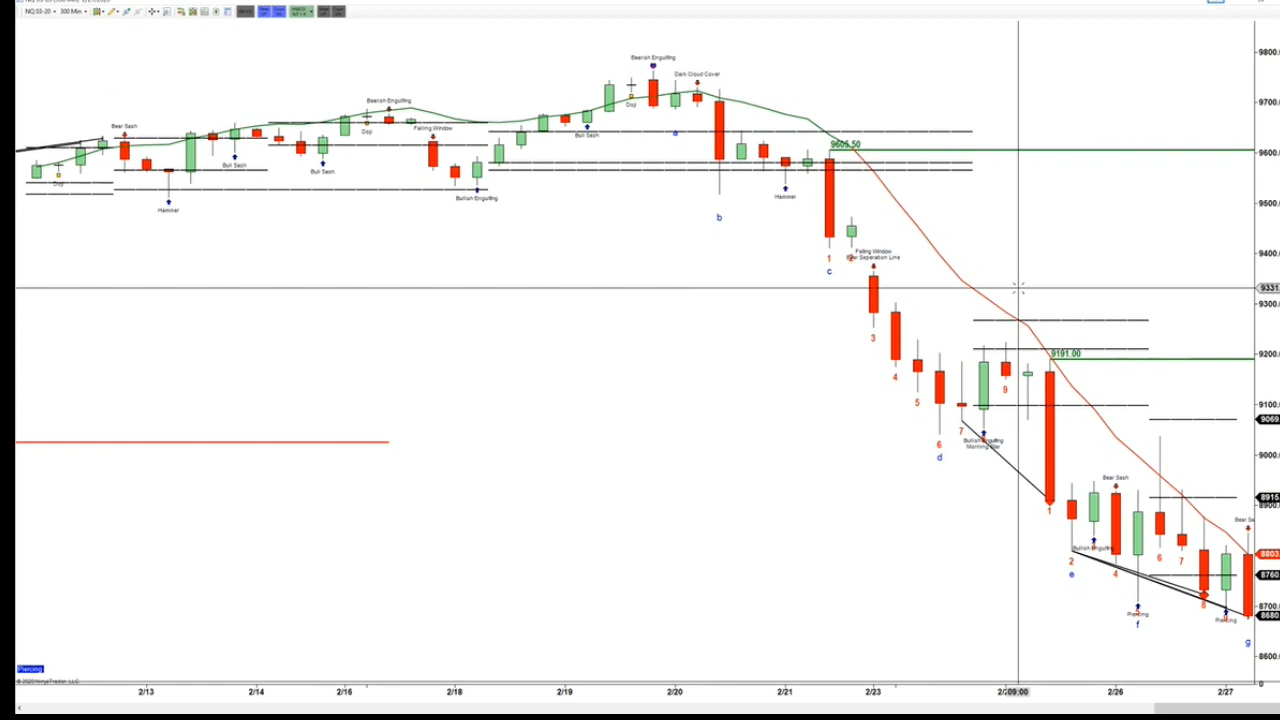 NQ 03-20 300 Min
Bearish Engulfing
Dark Cloud Cover
9800
9700
Bearish Engulfing
Doji
Bear Sash
Falling Window
Doji
Bull Sash
a
9605.50
9600
Bull Sash
Bull Sash
Doji
Hammer
Bullish Engulfing
Hammer
9500
b
Falling Window
Bear Seperation Line
9400
1
c
9331
9300
3
9191.00
9200
4
9
5
9100
9069
7
6
Bullish Engulfing
Morning Star
d
9000
Bear Sash
8915
8900
1
Bear Sa
Bullish Engulfing
2
6
7
8803
e
4
8760
8
8700
Piercing
Piercing
8680
f
g
8600
Piercing
© 2020 NinjaTrader, LLC
2/13
2/14
2/16
2/18
2/19
2/20
2/21
2/23
09:00
2/26
2/27